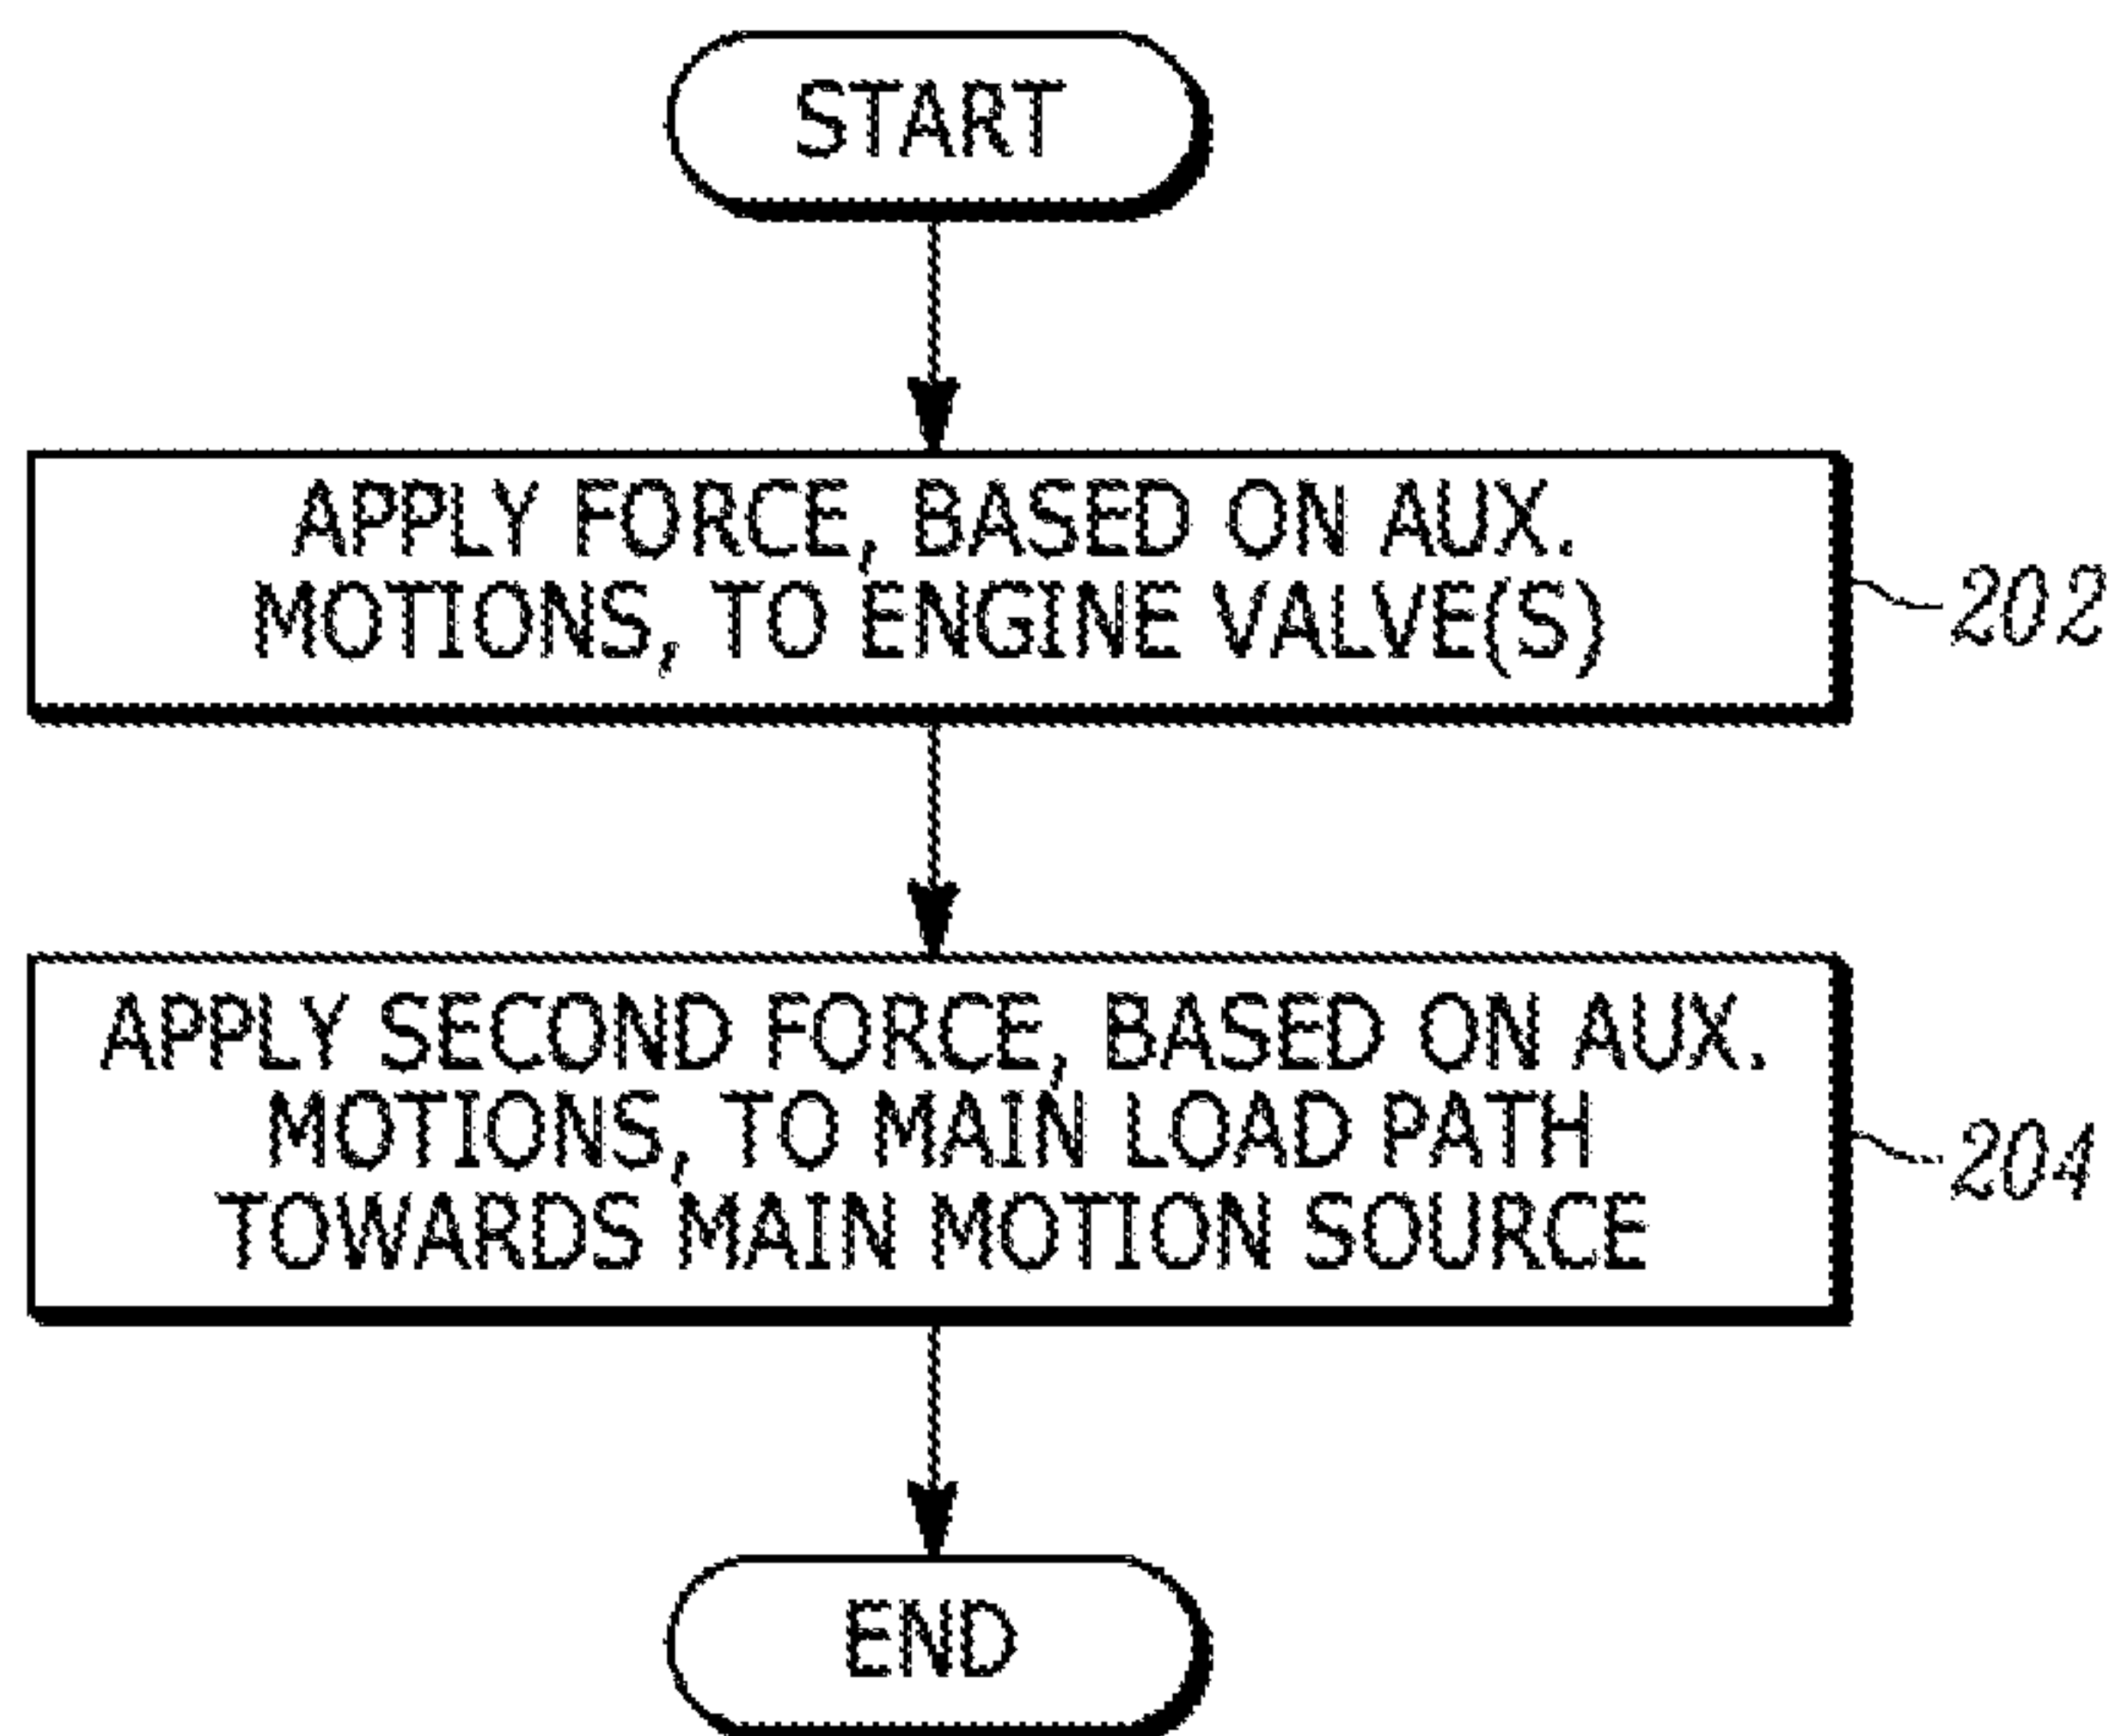 START
APPLY FORCE, BASED ON AUX.
MOTIONS, TO ENGINE VALVE(S)
202
APPLY SECOND FORCE, BASED ON AUX.
MOTIONS, TO MAIN LOAD PATH
TOWARDS MAIN MOTION SOURCE
204
END